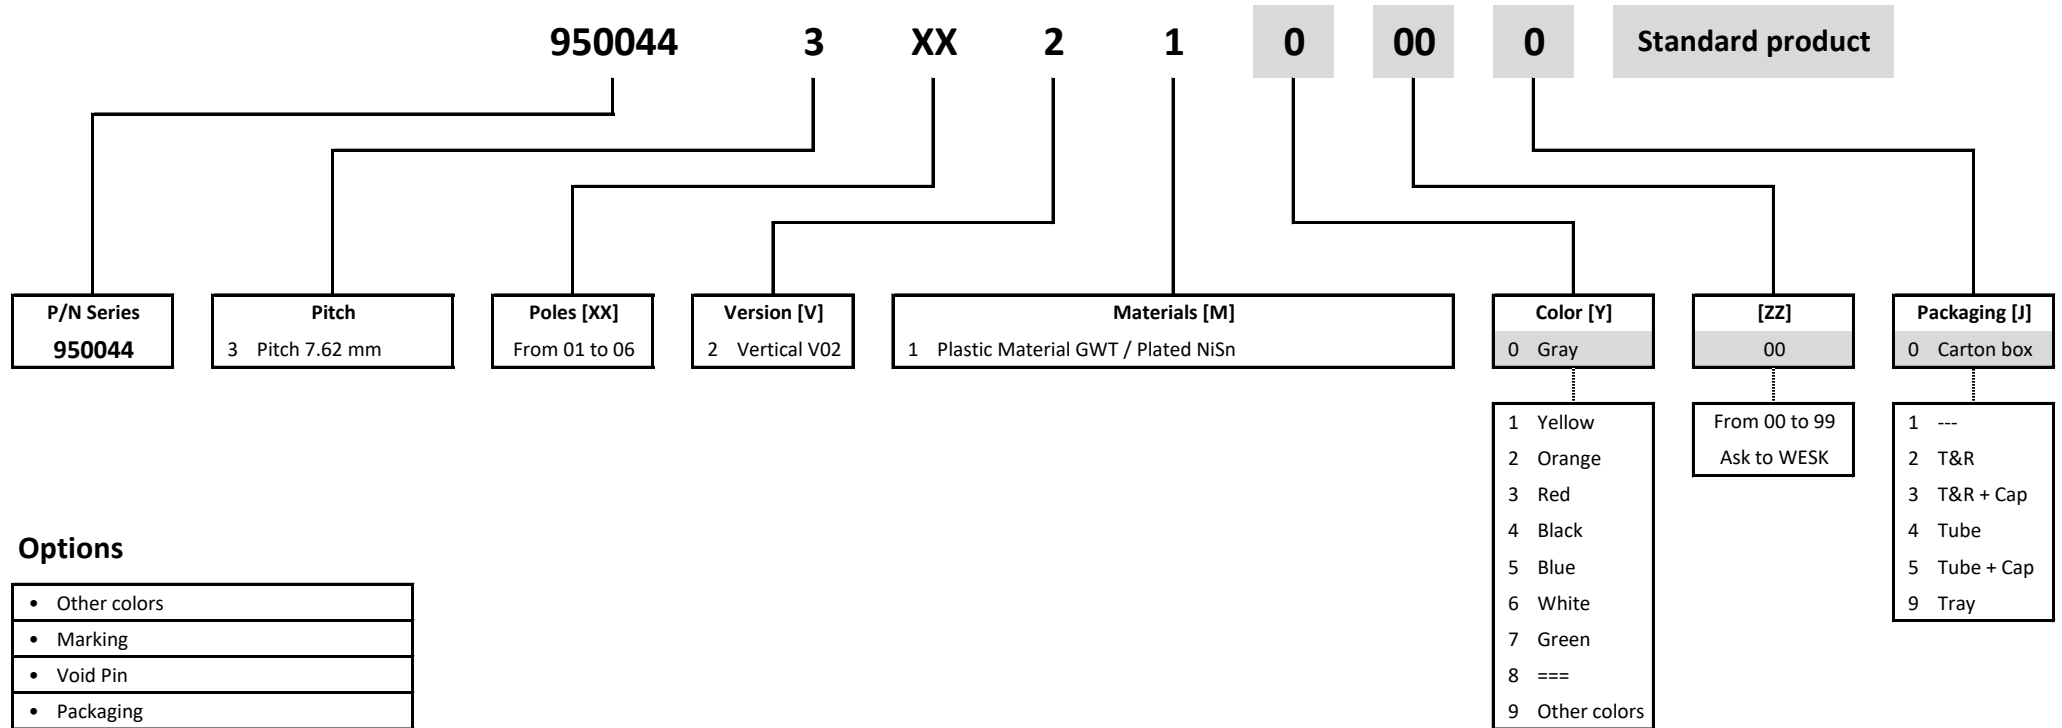 950044 3 XX 2 1 0 00 0 Standard product
P/N Series Pitch Poles [XX] Version [V] Materials [M] Color [Y] [ZZ] Packaging [J]
950044 3 Pitch 7.62 mm From 01 to 06 2 Vertical V02 1 Plastic Material GWT / Plated NiSn 0 Gray 00 0 Carton box
1 Yellow From 00 to 99 1 ---
2 Orange Ask to WESK 2 T&R
3 Red 3 T&R + Cap
4 Black 4 Tube
5 Blue 5 Tube + Cap
6 White 9 Tray
7 Green
8 ===
9 Other colors
Options
• Other colors
• Marking
• Void Pin
• Packaging